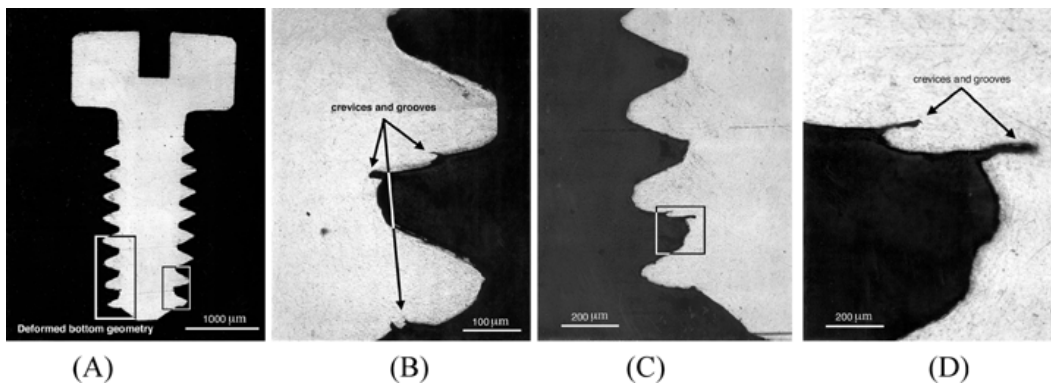 Deformed bottom geometry
1000 µm
crevices and grooves
100 µm
200 µm
crevices and grooves
200 µm
(A)
(B)
(C)
(D)